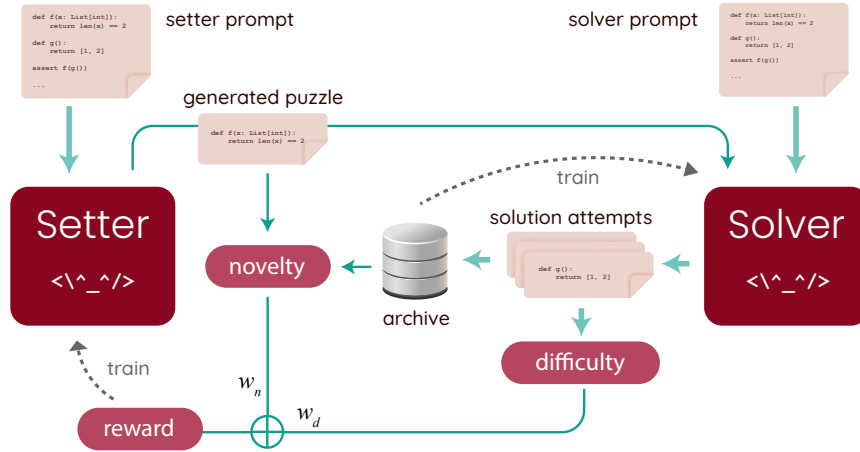 setter prompt
def f(x: List[int]):
    return len(x) == 2
def g():
    return [1, 2]
assert f(g())
...
solver prompt
def f(x: List[int]):
    return len(x) == 2
def g():
    return [1, 2]
assert f(g())
...
generated puzzle
def f(x: List[int]):
    return len(x) == 2
train
Setter
<\^_^/>
novelty
archive
solution attempts
def g():
    return [1, 2]
Solver
<\^_^/>
difficulty
train
wn
wd
reward